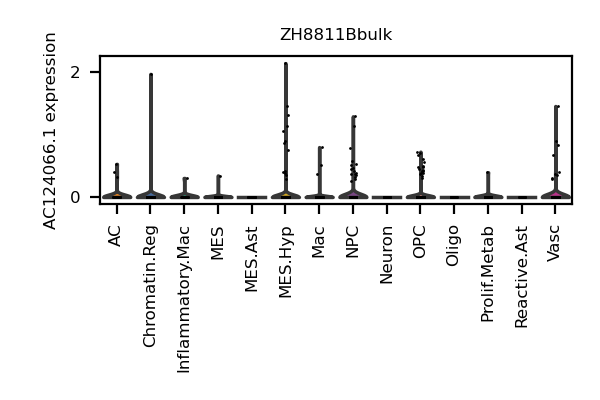 ZH8811Bbulk
AC124066.1 expression
2
0
AC
Chromatin.Reg
Inflammatory.Mac
MES
MES.Ast
MES.Hyp
Mac
NPC
Neuron
OPC
Oligo
Prolif.Metab
Reactive.Ast
Vasc